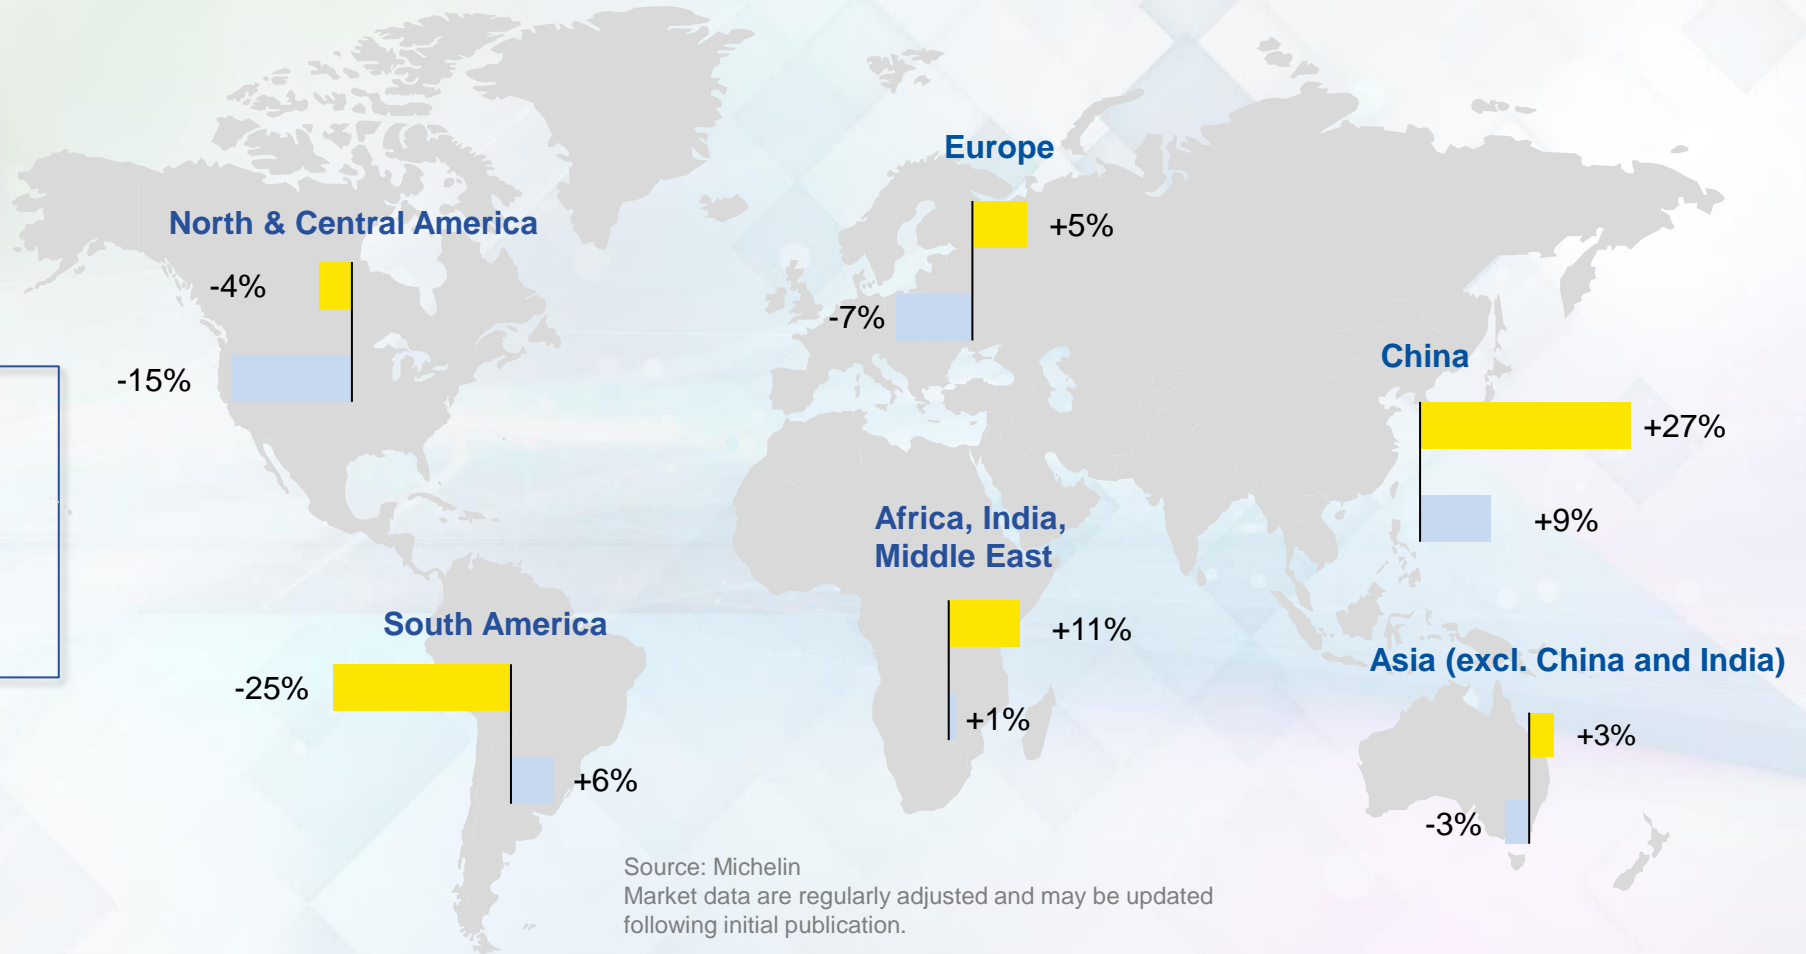 Europe
+5%
-7%
North & Central America
-4%
-15%
China
+27%
+9%
Africa, India,
Middle East
+11%
+1%
South America
-25%
+6%
Asia (excl. China and India)
+3%
-3%
Source: Michelin
Market data are regularly adjusted and may be updated
following initial publication.